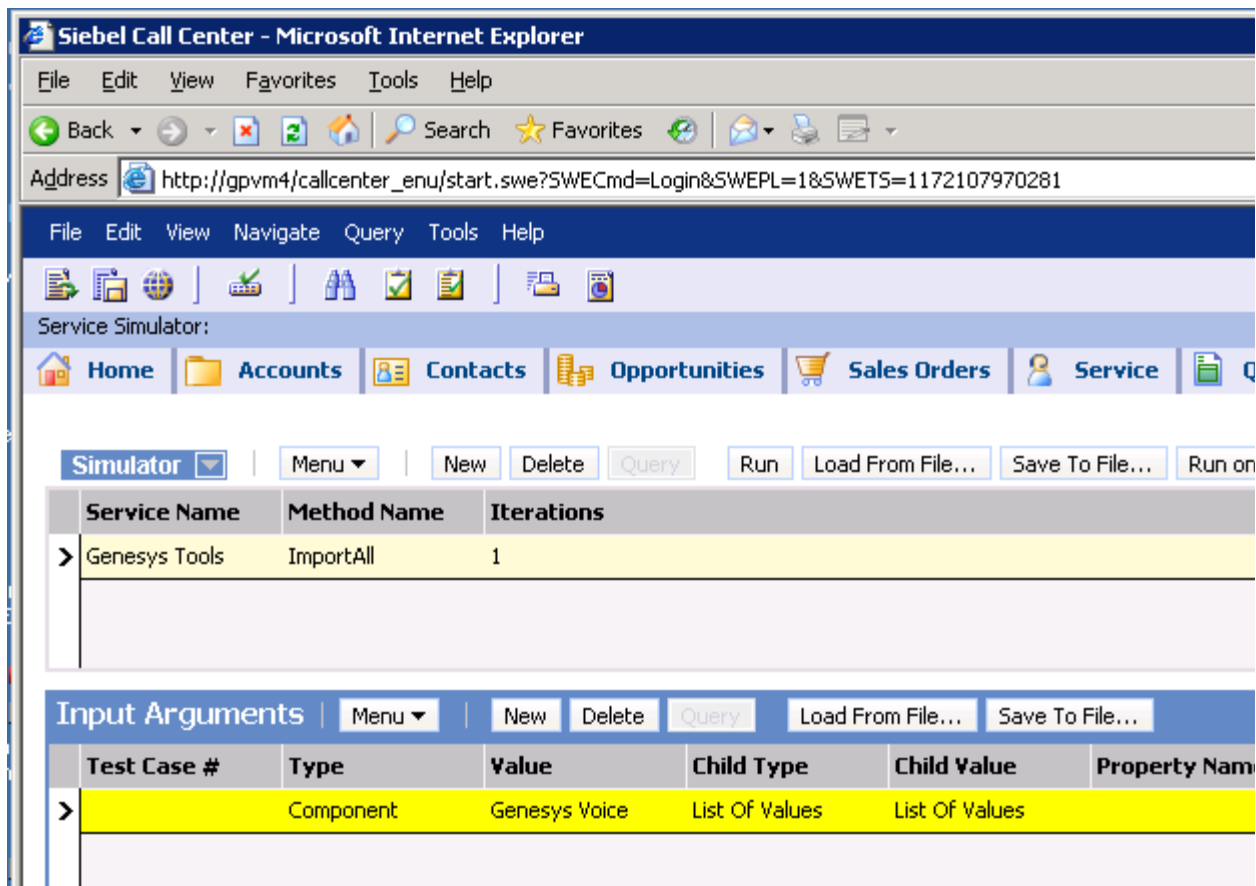 Siebel Call Center - Microsoft Internet Explorer
File Edit View Favorites Tools Help
Back Search Favorites
Address http://gpvm4/callcenter_enu/start.swe?SWECmd=Login&SWEPL=1&SWETS=1172107970281
File Edit View Navigate Query Tools Help
Service Simulator:
Home Accounts Contacts Opportunities Sales Orders Service
Simulator Menu New Delete Query Run Load From File... Save To File... Run on
Service Name Method Name Iterations
Genesys Tools ImportAll 1
Input Arguments Menu New Delete Query Load From File... Save To File...
Test Case # Type Value Child Type Child Value Property Nam
Component Genesys Voice List Of Values List Of Values